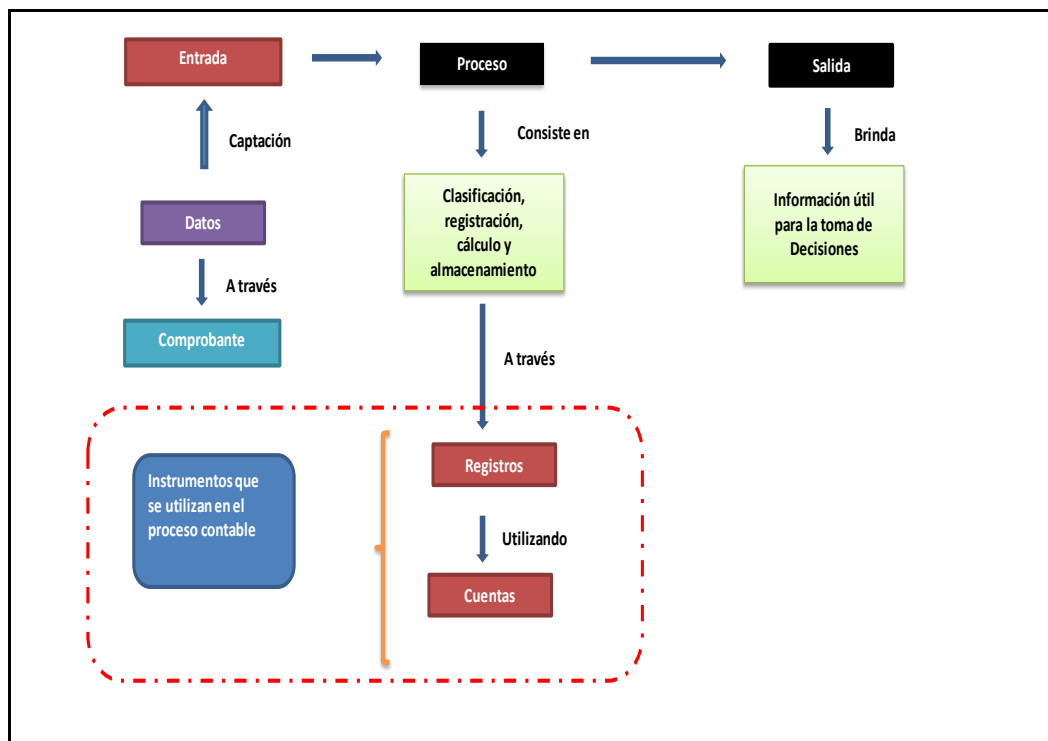 Entrada
Proceso
Salida
Captación
Consiste en
Brinda
Datos
Clasificación,
registración,
cálculo y
almacenamiento
Información útil
para la toma de
Decisiones
A través
Comprobante
A través
Registros
Instrumentos que
se utilizan en el
proceso contable
Utilizando
Cuentas